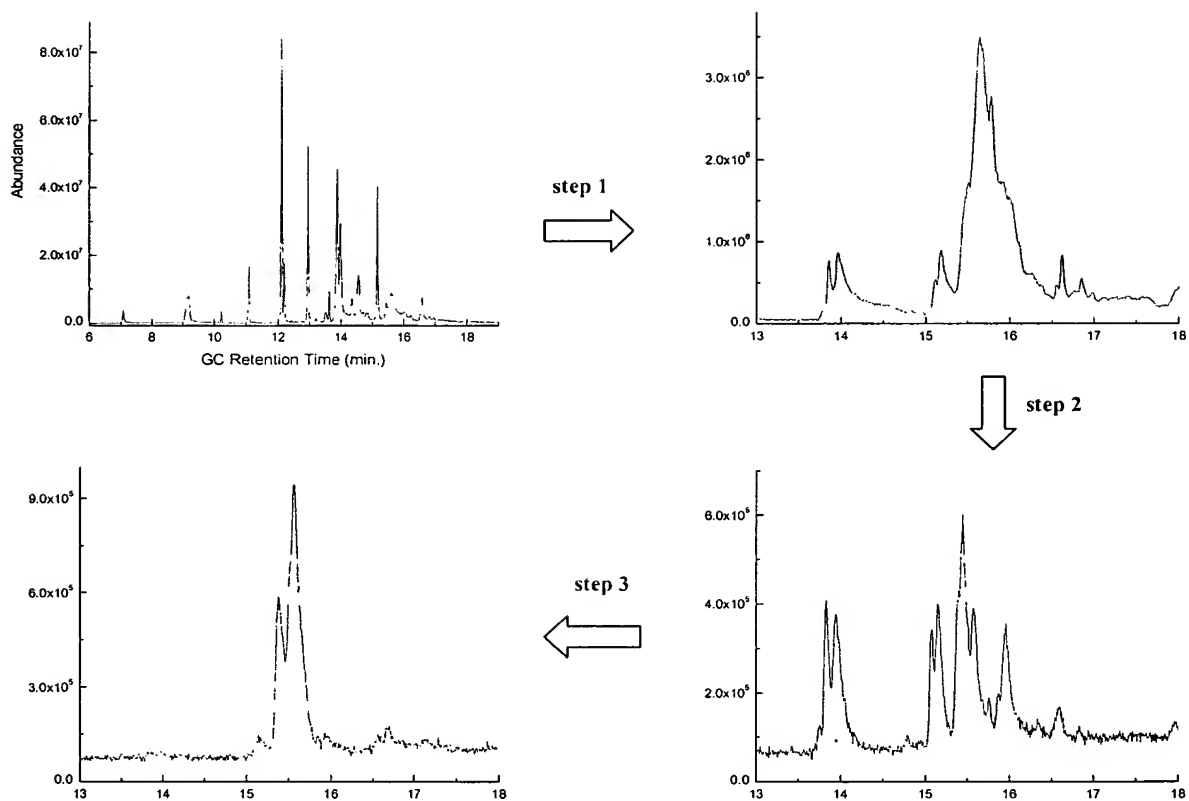 8.0x10⁷
6.0x10⁷
4.0x10⁷
2.0x10⁷
0.0
Abundance
6 8 10 12 14 16 18
GC Retention Time (min.)
step 1
3.0x10⁶
2.0x10⁶
1.0x10⁶
0.0
13 14 15 16 17 18
step 2
6.0x10⁵
4.0x10⁵
2.0x10⁵
0.0
13 14 15 16 17 18
step 3
9.0x10⁵
6.0x10⁵
3.0x10⁵
0.0
13 14 15 16 17 18